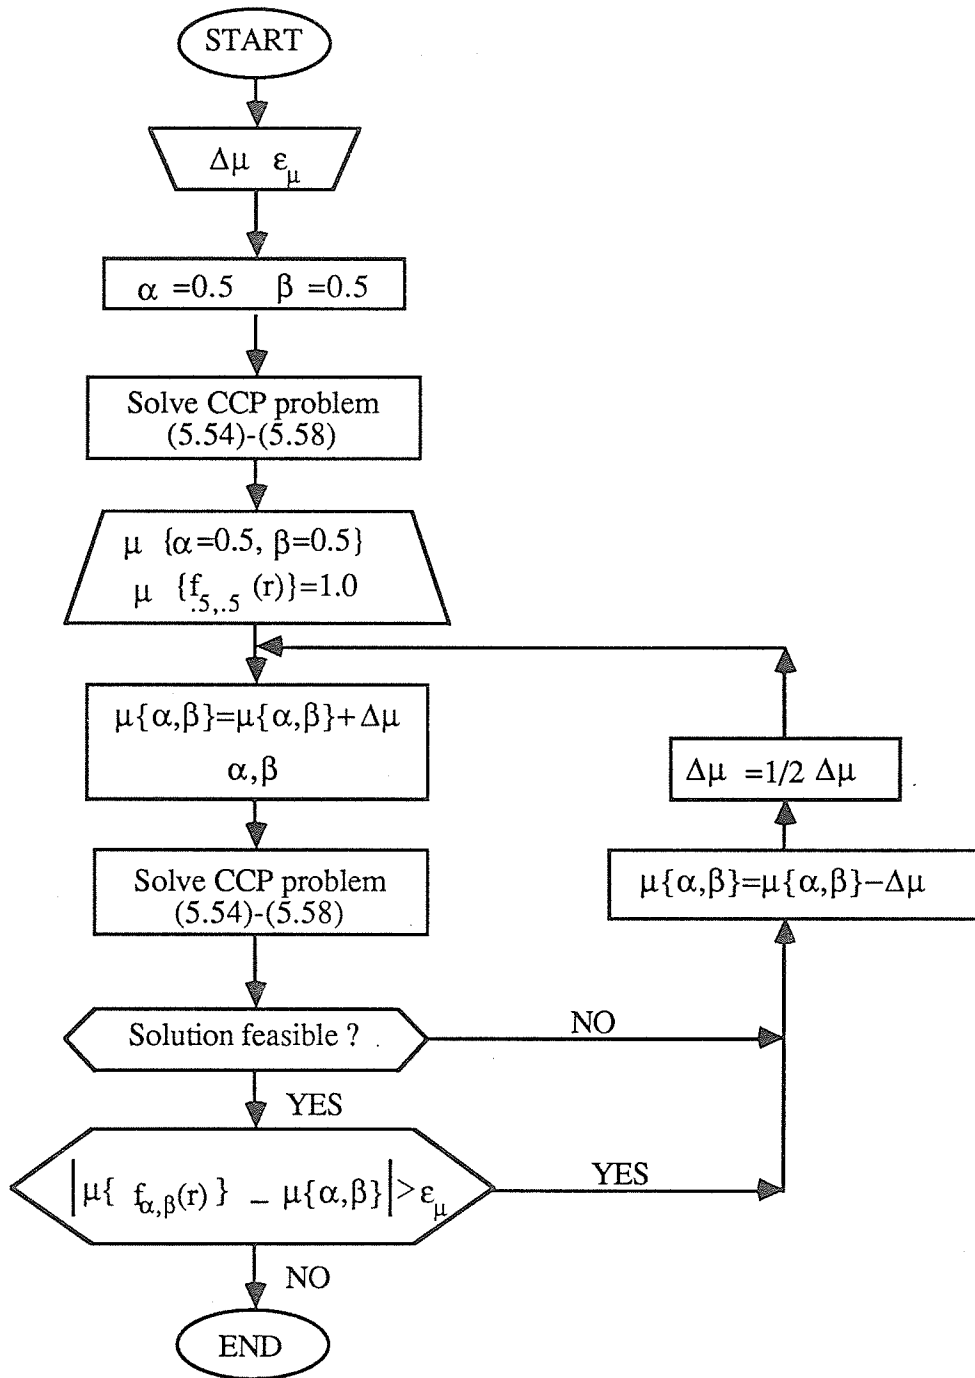 START
Δμ ε_μ
α =0.5 β =0.5
Solve CCP problem
(5.54)-(5.58)
μ {α=0.5, β=0.5}
μ {f_.5,.5 (r)}=1.0
μ{α,β}=μ{α,β}+Δμ
α,β
Δμ =1/2 Δμ
Solve CCP problem
(5.54)-(5.58)
μ{α,β}=μ{α,β}−Δμ
Solution feasible ?
NO
YES
|μ{ f_α,β(r) } − μ{α,β}|>ε_μ
YES
NO
END